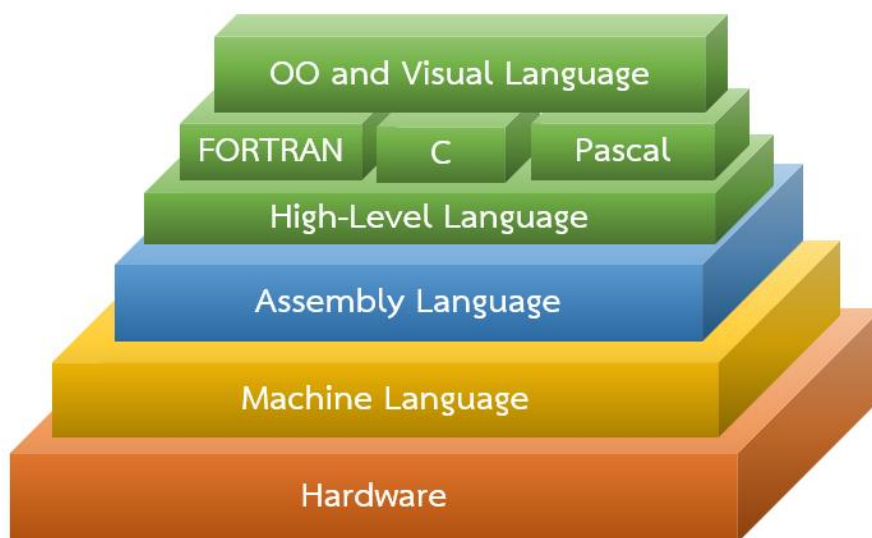 OO and Visual Language
FORTRAN C Pascal
High-Level Language
Assembly Language
Machine Language
Hardware